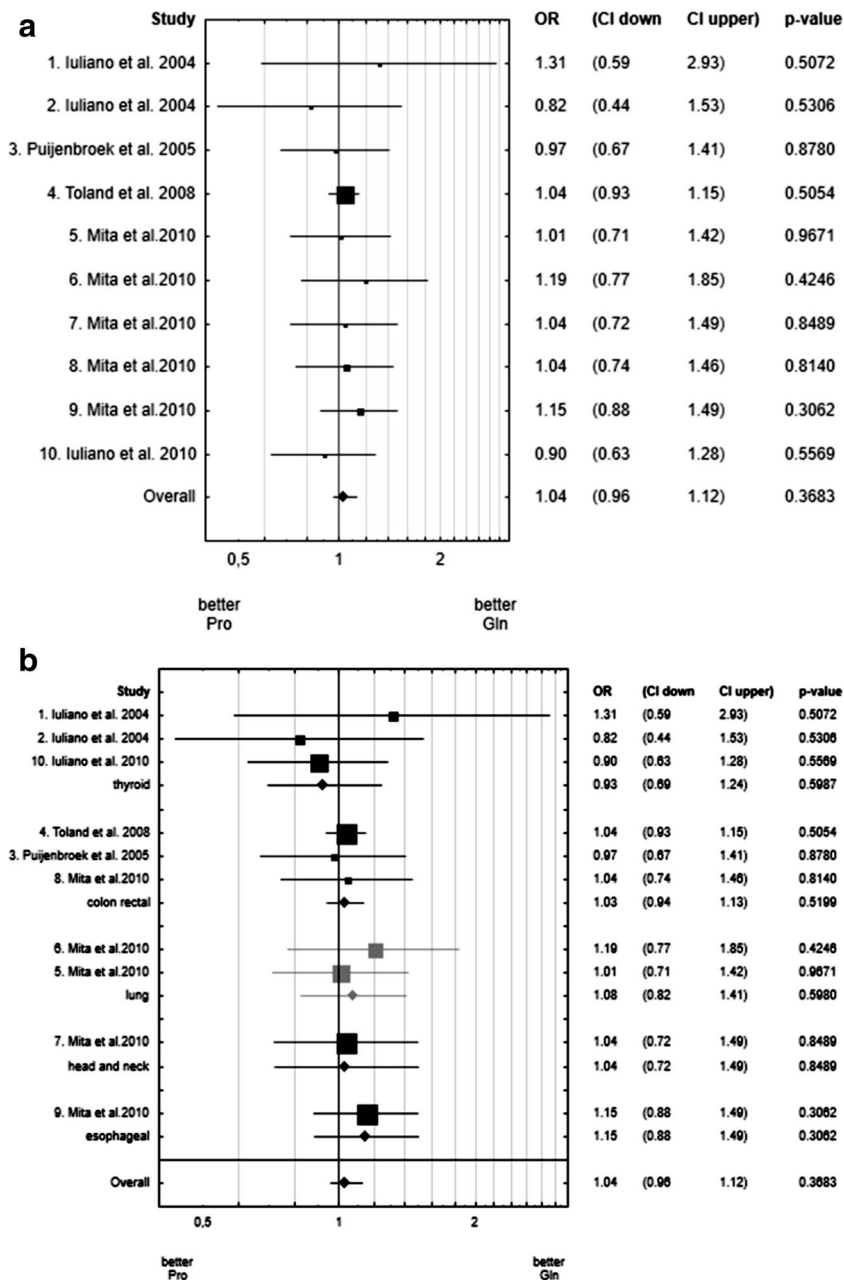 a
Study OR (CI down CI upper) p-value
1. Iuliano et al. 2004 1.31 (0.59 2.93) 0.5072
2. Iuliano et al. 2004 0.82 (0.44 1.53) 0.5306
3. Puijenbroek et al. 2005 0.97 (0.67 1.41) 0.8780
4. Toland et al. 2008 1.04 (0.93 1.15) 0.5054
5. Mita et al.2010 1.01 (0.71 1.42) 0.9671
6. Mita et al.2010 1.19 (0.77 1.85) 0.4246
7. Mita et al.2010 1.04 (0.72 1.49) 0.8489
8. Mita et al.2010 1.04 (0.74 1.46) 0.8140
9. Mita et al.2010 1.15 (0.88 1.49) 0.3062
10. Iuliano et al. 2010 0.90 (0.63 1.28) 0.5569
Overall 1.04 (0.96 1.12) 0.3683
0,5 1 2
better better
Pro Gln
b
Study OR (CI down CI upper) p-value
1. Iuliano et al. 2004 1.31 (0.59 2.93) 0.5072
2. Iuliano et al. 2004 0.82 (0.44 1.53) 0.5306
10. Iuliano et al. 2010 0.90 (0.63 1.28) 0.5569
thyroid 0.93 (0.69 1.24) 0.5987
4. Toland et al. 2008 1.04 (0.93 1.15) 0.5054
3. Puijenbroek et al. 2005 0.97 (0.67 1.41) 0.8780
8. Mita et al.2010 1.04 (0.74 1.46) 0.8140
colon rectal 1.03 (0.94 1.13) 0.5199
6. Mita et al.2010 1.19 (0.77 1.85) 0.4246
5. Mita et al.2010 1.01 (0.71 1.42) 0.9671
lung 1.08 (0.82 1.41) 0.5980
7. Mita et al.2010 1.04 (0.72 1.49) 0.8489
head and neck 1.04 (0.72 1.49) 0.8489
9. Mita et al.2010 1.15 (0.88 1.49) 0.3062
esophageal 1.15 (0.88 1.49) 0.3062
Overall 1.04 (0.96 1.12) 0.3683
0,5 1 2
better better
Pro Gln